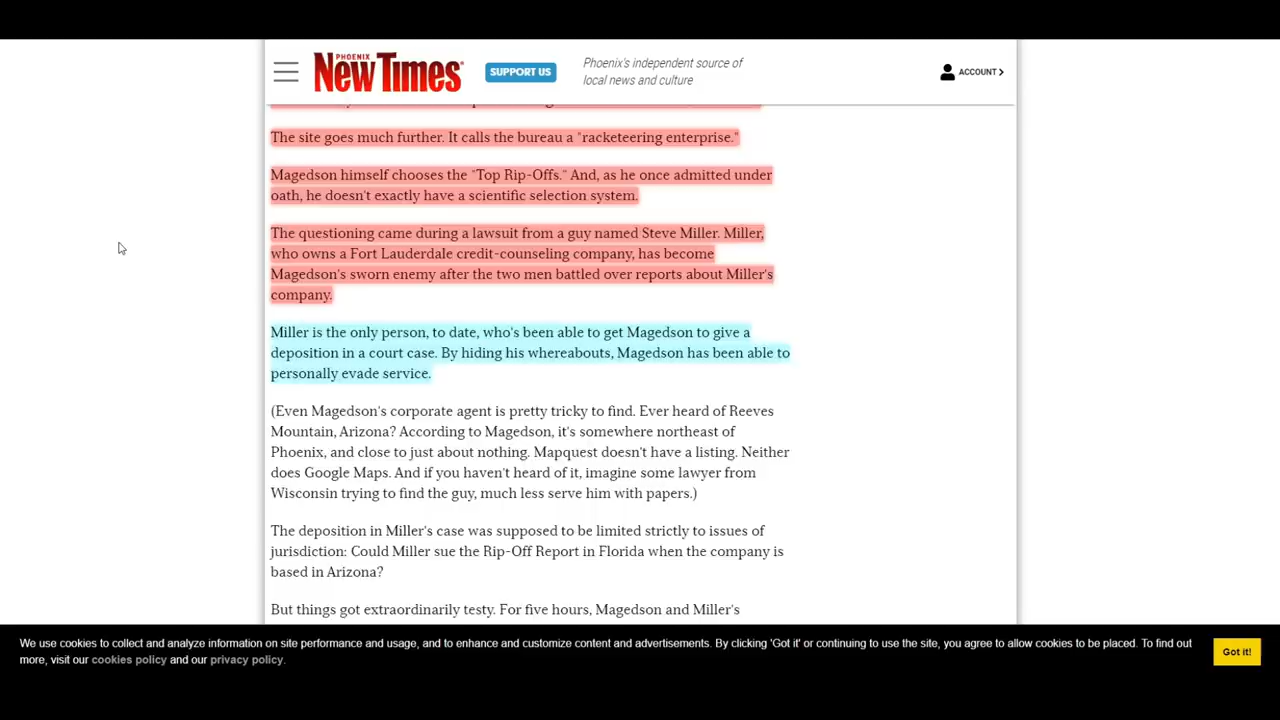 PHOENIX
New Times
SUPPORT US
Phoenix's independent source of
local news and culture
ACCOUNT
The site goes much further. It calls the bureau a "racketeering enterprise."
Magedson himself chooses the "Top Rip-Offs." And, as he once admitted under
oath, he doesn't exactly have a scientific selection system.
The questioning came during a lawsuit from a guy named Steve Miller. Miller,
who owns a Fort Lauderdale credit-counseling company, has become
Magedson's sworn enemy after the two men battled over reports about Miller's
company.
Miller is the only person, to date, who's been able to get Magedson to give a
deposition in a court case. By hiding his whereabouts, Magedson has been able to
personally evade service.
(Even Magedson's corporate agent is pretty tricky to find. Ever heard of Reeves
Mountain, Arizona? According to Magedson, it's somewhere northeast of
Phoenix, and close to just about nothing. Mapquest doesn't have a listing. Neither
does Google Maps. And if you haven't heard of it, imagine some lawyer from
Wisconsin trying to find the guy, much less serve him with papers.)
The deposition in Miller's case was supposed to be limited strictly to issues of
jurisdiction: Could Miller sue the Rip-Off Report in Florida when the company is
based in Arizona?
But things got extraordinarily testy. For five hours, Magedson and Miller's
We use cookies to collect and analyze information on site performance and usage, and to enhance and customize content and advertisements. By clicking 'Got it' or continuing to use the site, you agree to allow cookies to be placed. To find out
more, visit our cookies policy and our privacy policy.
Got it!